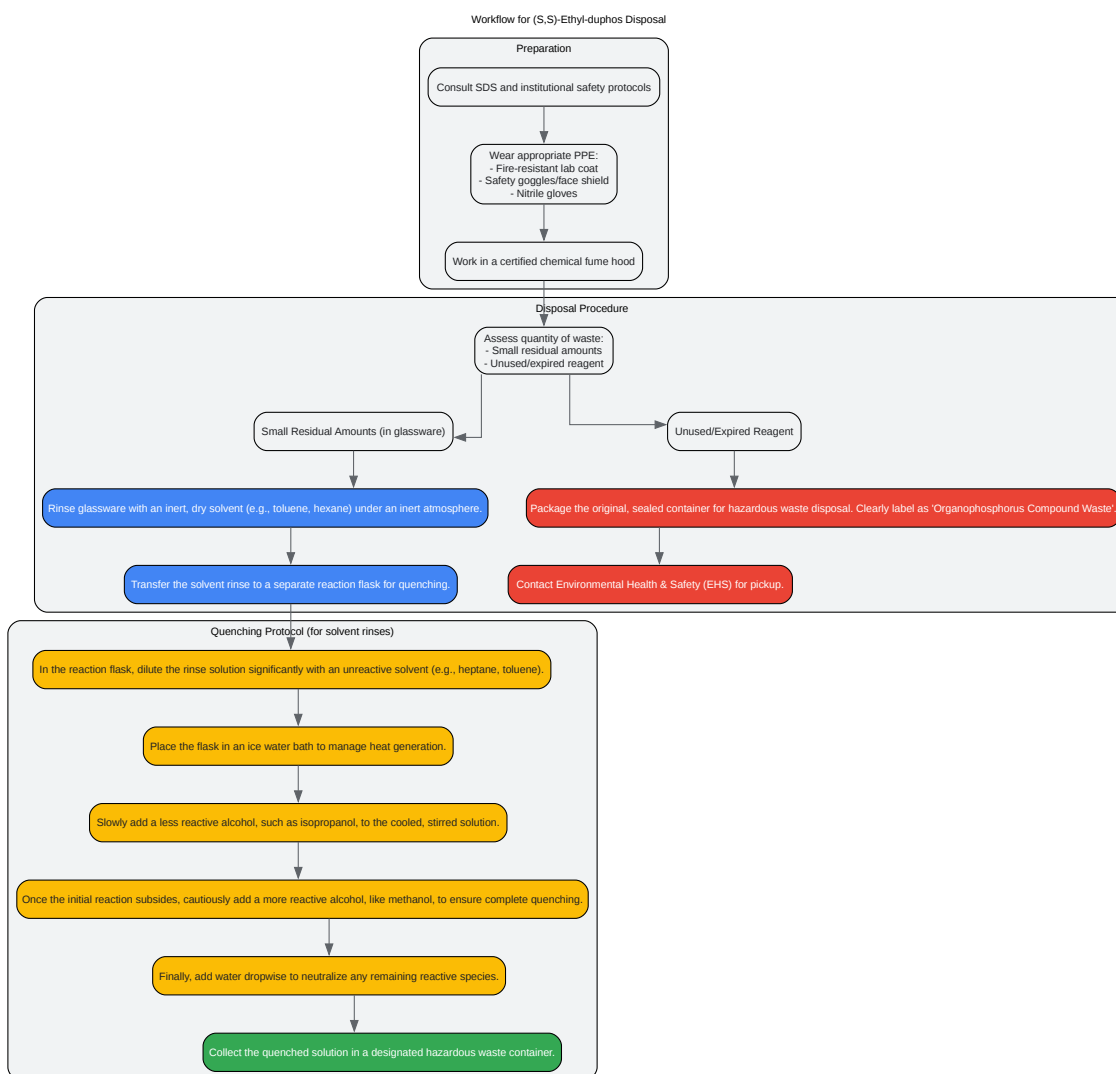 Workflow for (S,S)-Ethyl-duphos Disposal
Preparation
Consult SDS and institutional safety protocols
Wear appropriate PPE:
- Fire-resistant lab coat
- Safety goggles/face shield
- Nitrile gloves
Work in a certified chemical fume hood
Disposal Procedure
Assess quantity of waste:
- Small residual amounts
- Unused/expired reagent
Small Residual Amounts (in glassware)
Unused/Expired Reagent
Rinse glassware with an inert, dry solvent (e.g., toluene, hexane) under an inert atmosphere.
Package the original, sealed container for hazardous waste disposal. Clearly label as 'Organophosphorus Compound Waste'.
Transfer the solvent rinse to a separate reaction flask for quenching.
Contact Environmental Health & Safety (EHS) for pickup.
Quenching Protocol (for solvent rinses)
In the reaction flask, dilute the rinse solution significantly with an unreactive solvent (e.g., heptane, toluene).
Place the flask in an ice water bath to manage heat generation.
Slowly add a less reactive alcohol, such as isopropanol, to the cooled, stirred solution.
Once the initial reaction subsides, cautiously add a more reactive alcohol, like methanol, to ensure complete quenching.
Finally, add water dropwise to neutralize any remaining reactive species.
Collect the quenched solution in a designated hazardous waste container.